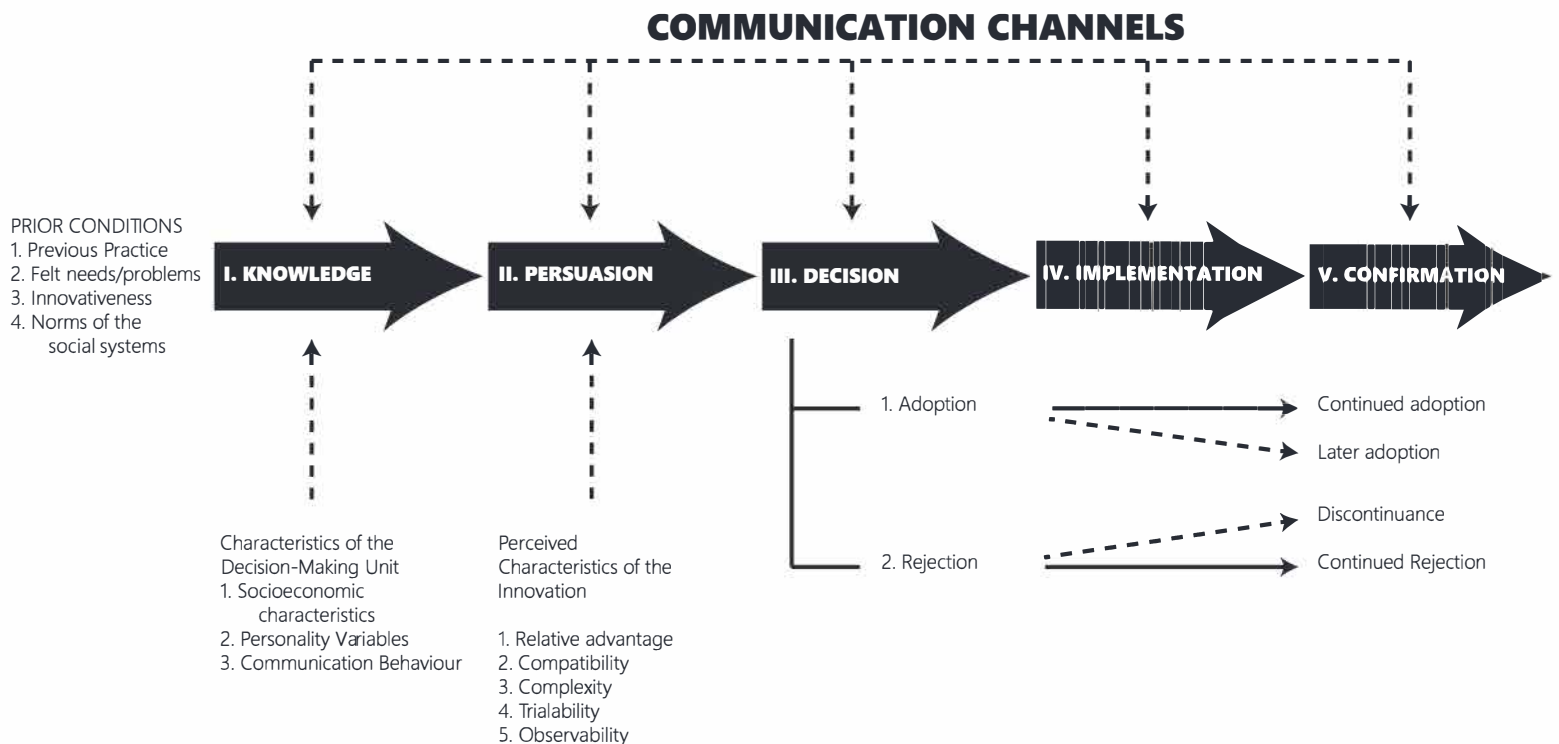 COMMUNICATION CHANNELS
PRIOR CONDITIONS
1. Previous Practice
2. Felt needs/problems
3. Innovativeness
4. Norms of the
social systems
I. KNOWLEDGE
II. PERSUASION
III. DECISION
IV. IMPLEMENTATION
V. CONFIRMATION
1. Adoption
Continued adoption
Later adoption
Discontinuance
2. Rejection
Continued Rejection
Characteristics of the
Decision-Making Unit
1. Socioeconomic
characteristics
2. Personality Variables
3. Communication Behaviour
Perceived
Characteristics of the
Innovation
1. Relative advantage
2. Compatibility
3. Complexity
4. Trialability
5. Observability